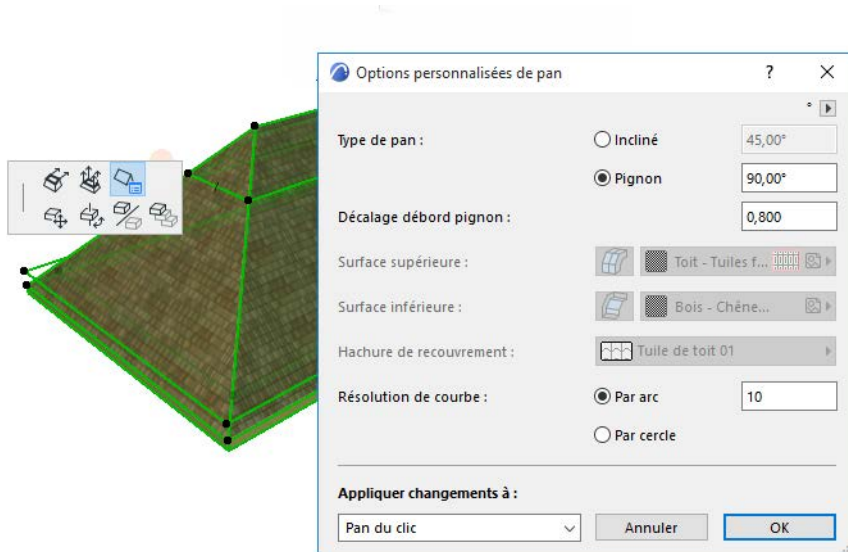 Options personnalisées de pan ? X
°
Type de pan : Incliné 45,00°
Pignon 90,00°
Décalage débord pignon : 0,800
Surface supérieure : Toit - Tuiles f...
Surface inférieure : Bois - Chêne...
Hachure de recouvrement : Tuile de toit 01
Résolution de courbe : Par arc 10
Par cercle
Appliquer changements à :
Pan du clic Annuler OK